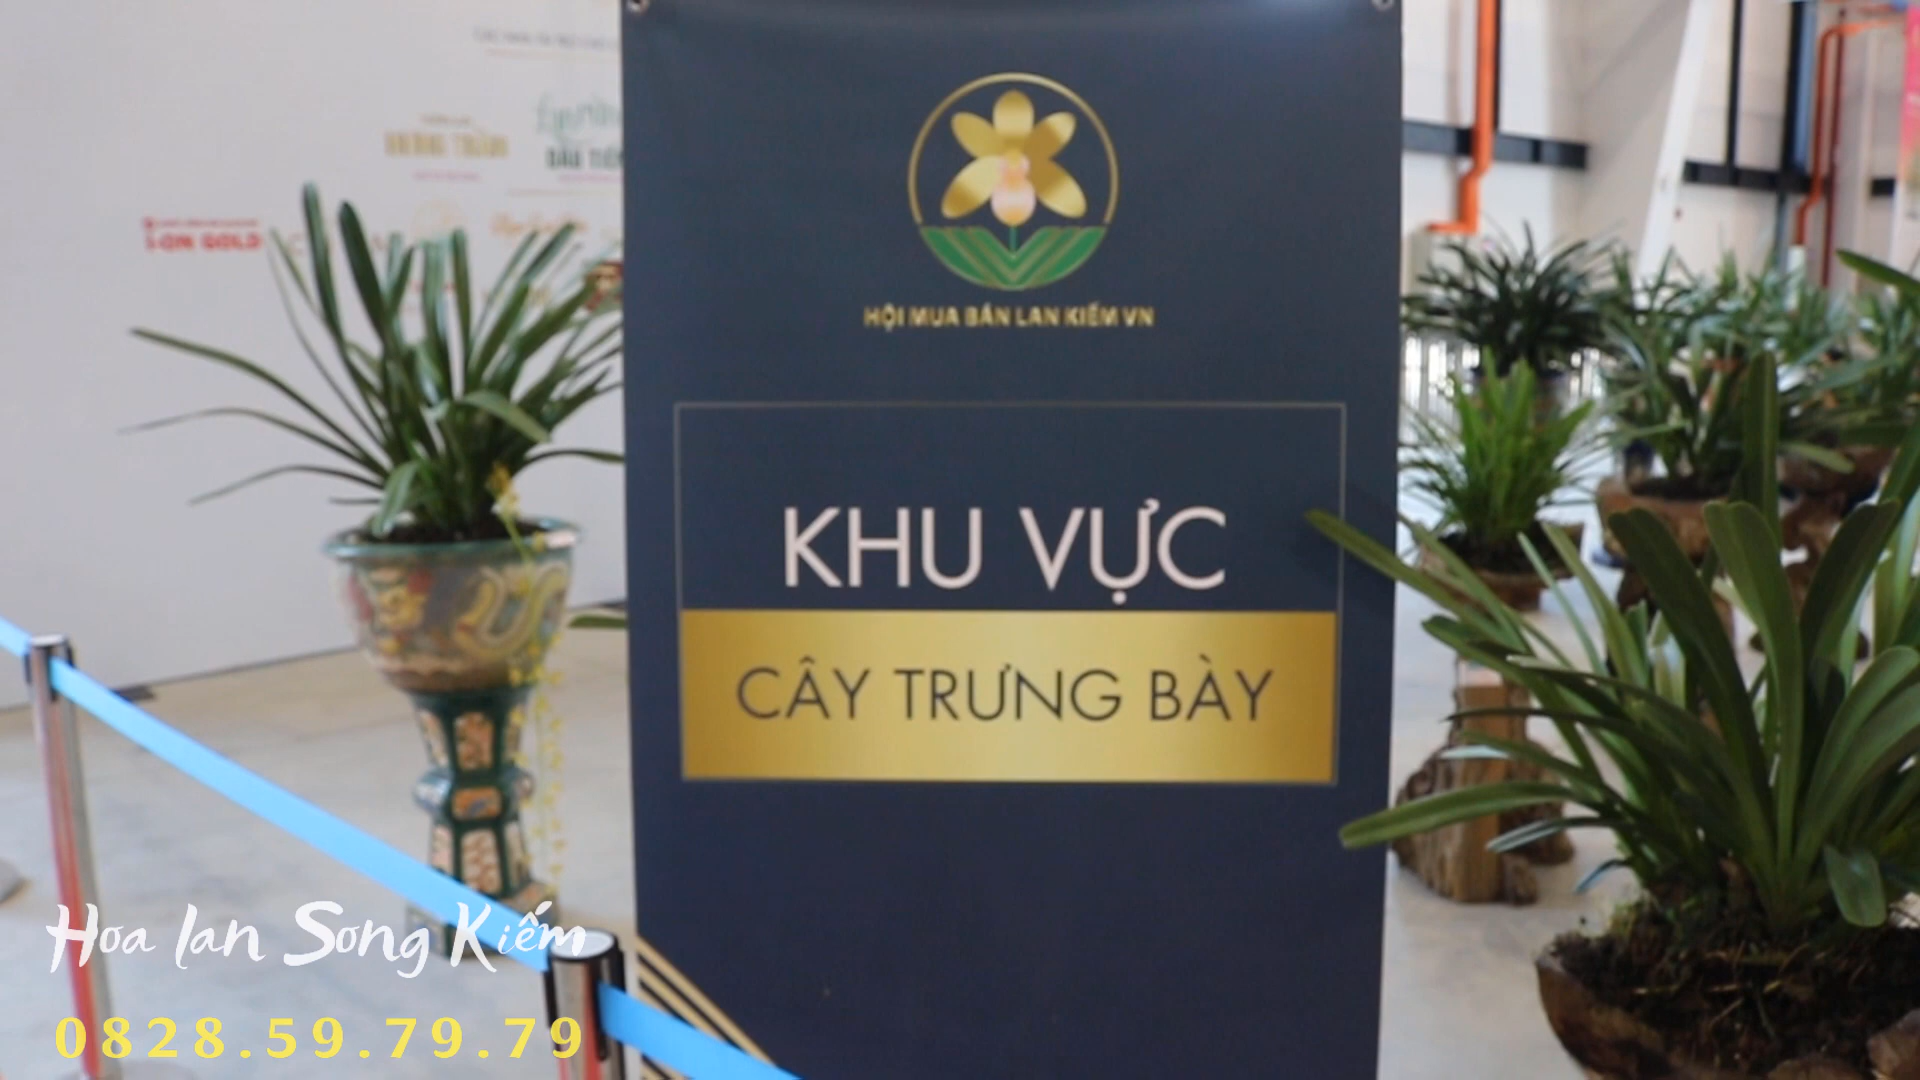 HỘI MUA BÁN LAN KIẾM VN
KHU VỰC
CÂY TRƯNG BÀY
Hoa lan Song Kiếm
0828.59.79.79